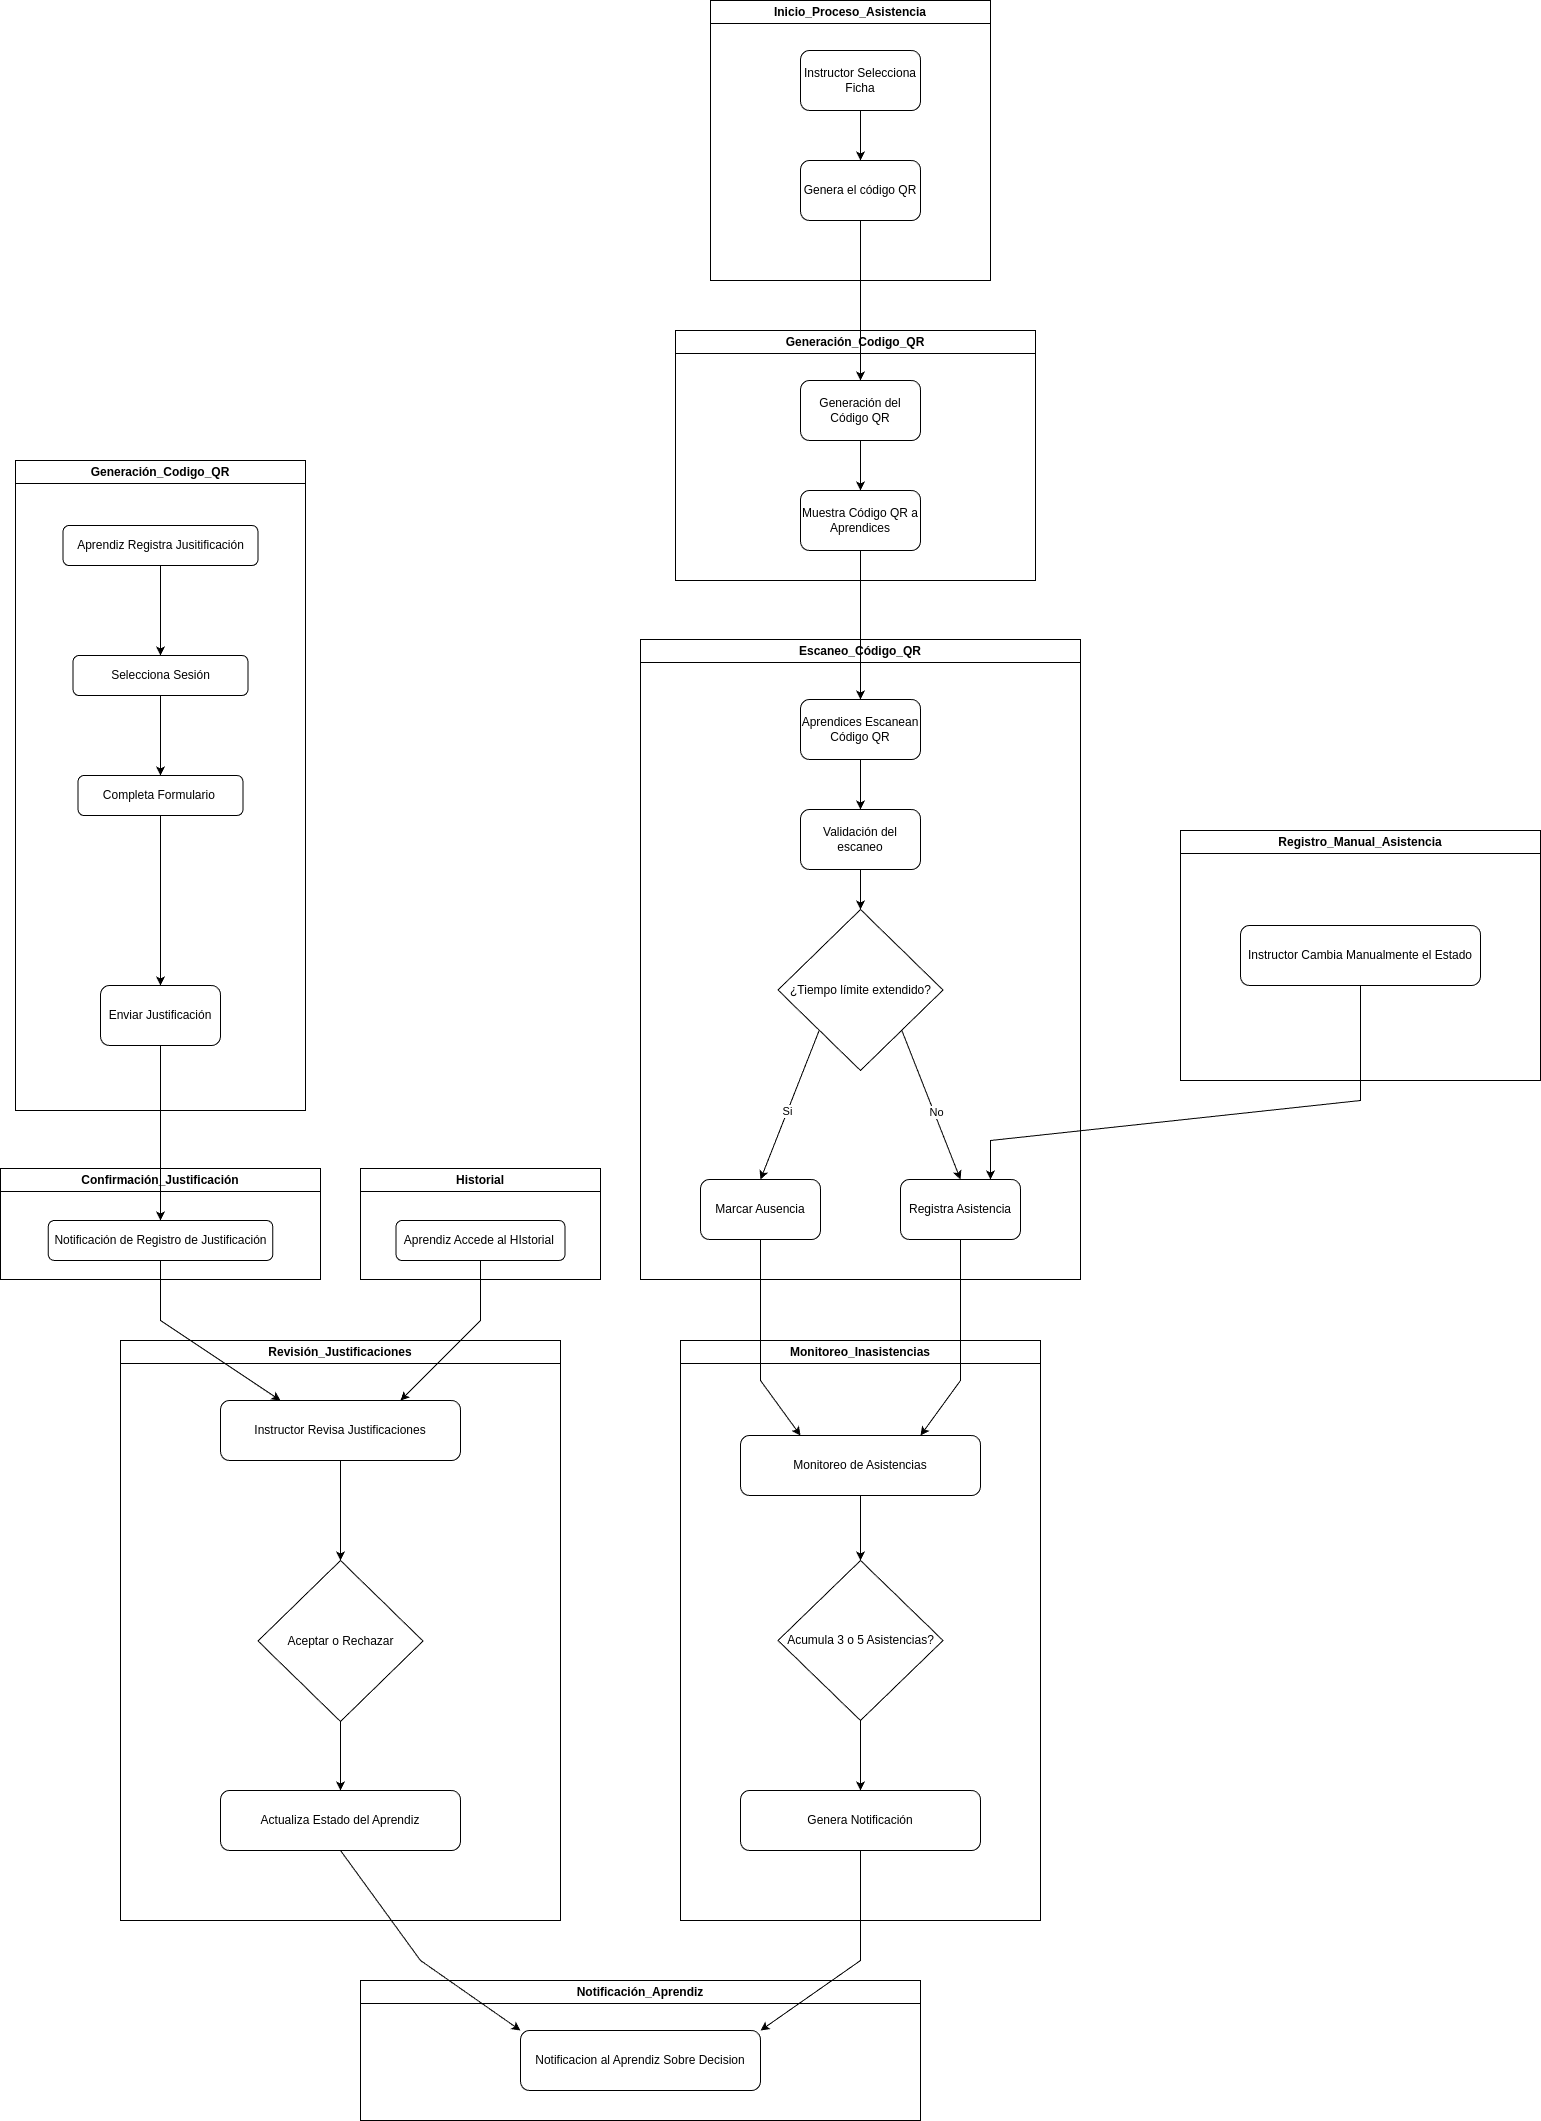 Inicio_Proceso_Asistencia
Instructor Selecciona
Ficha
Genera el código QR
Generación_Codigo_QR
Generación del
Código QR
Muestra Código QR a
Aprendices
Generación_Codigo_QR
Aprendiz Registra Jusitificación
Selecciona Sesión
Completa Formulario
Enviar Justificación
Escaneo_Código_QR
Aprendices Escanean
Código QR
Validación del
escaneo
¿Tiempo límite extendido?
Si
No
Marcar Ausencia
Registra Asistencia
Registro_Manual_Asistencia
Instructor Cambia Manualmente el Estado
Confirmación_Justificación
Notificación de Registro de Justificación
Historial
Aprendiz Accede al HIstorial
Revisión_Justificaciones
Instructor Revisa Justificaciones
Aceptar o Rechazar
Actualiza Estado del Aprendiz
Monitoreo_Inasistencias
Monitoreo de Asistencias
Acumula 3 o 5 Asistencias?
Genera Notificación
Notificación_Aprendiz
Notificacion al Aprendiz Sobre Decision